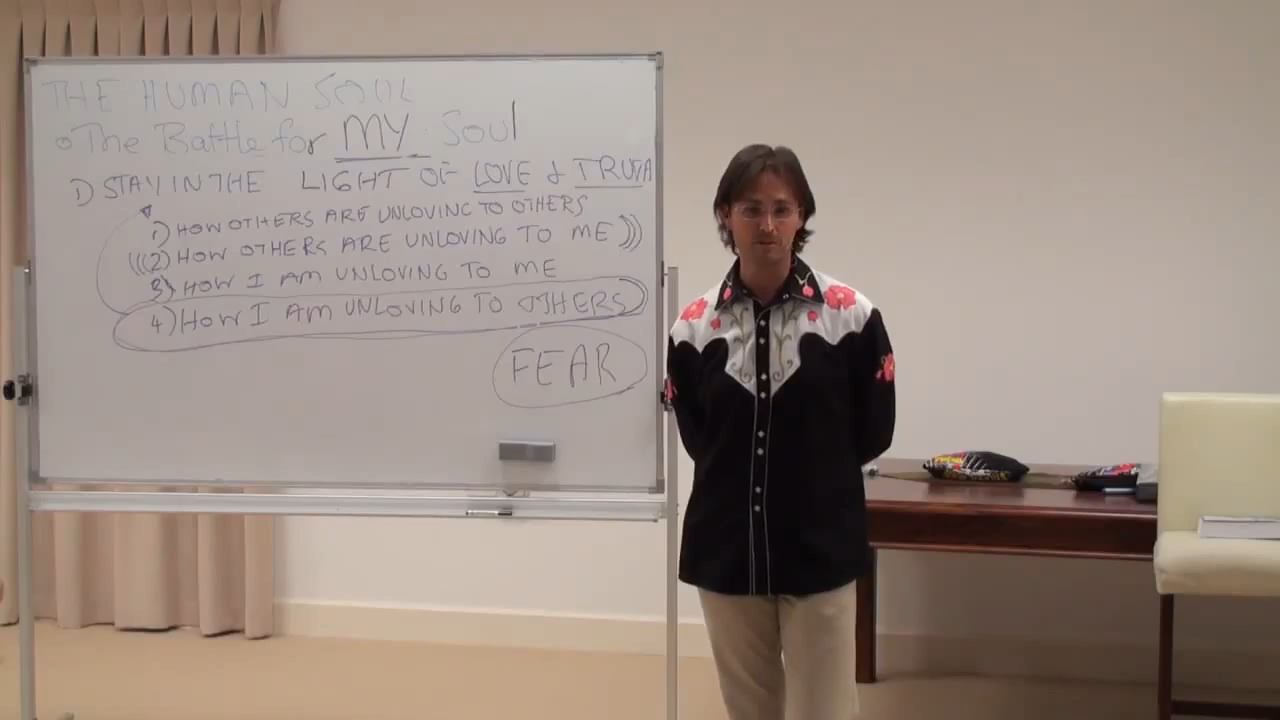 THE HUMAN SOUL
o The Battle for MY Soul
1) STAY IN THE LIGHT OF LOVE & TRUTH
1) HOW OTHERS ARE UNLOVING TO OTHERS
(((2) HOW OTHERS ARE UNLOVING TO ME)))
3) HOW I AM UNLOVING TO ME
4) HOW I AM UNLOVING TO OTHERS
FEAR